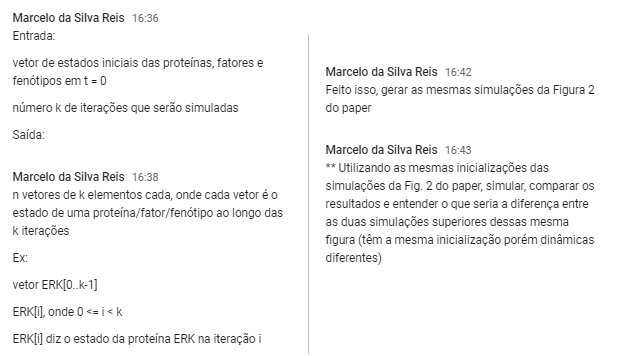 Marcelo da Silva Reis 16:36
Entrada:
vetor de estados iniciais das proteínas, fatores e
fenótipos em t = 0
número k de iterações que serão simuladas
Saída:
Marcelo da Silva Reis 16:38
n vetores de k elementos cada, onde cada vetor é o
estado de uma proteína/fator/fenótipo ao longo das
k iterações
Ex:
vetor ERK[0..k-1]
ERK[i], onde 0 <= i < k
ERK[i] diz o estado da proteína ERK na iteração i
Marcelo da Silva Reis 16:42
Feito isso, gerar as mesmas simulações da Figura 2
do paper
Marcelo da Silva Reis 16:43
** Utilizando as mesmas inicializações das
simulações da Fig. 2 do paper, simular, comparar os
resultados e entender o que seria a diferença entre
as duas simulações superiores dessas mesma
figura (têm a mesma inicialização porém dinâmicas
diferentes)